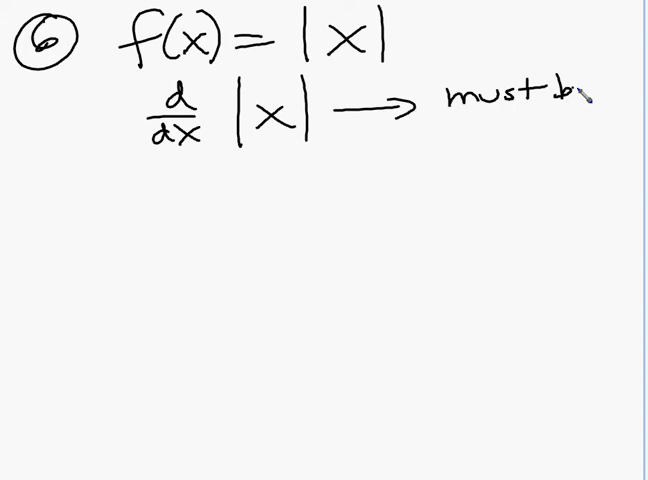 ⑥ f(x) = |x|
d/dx |x| → must b